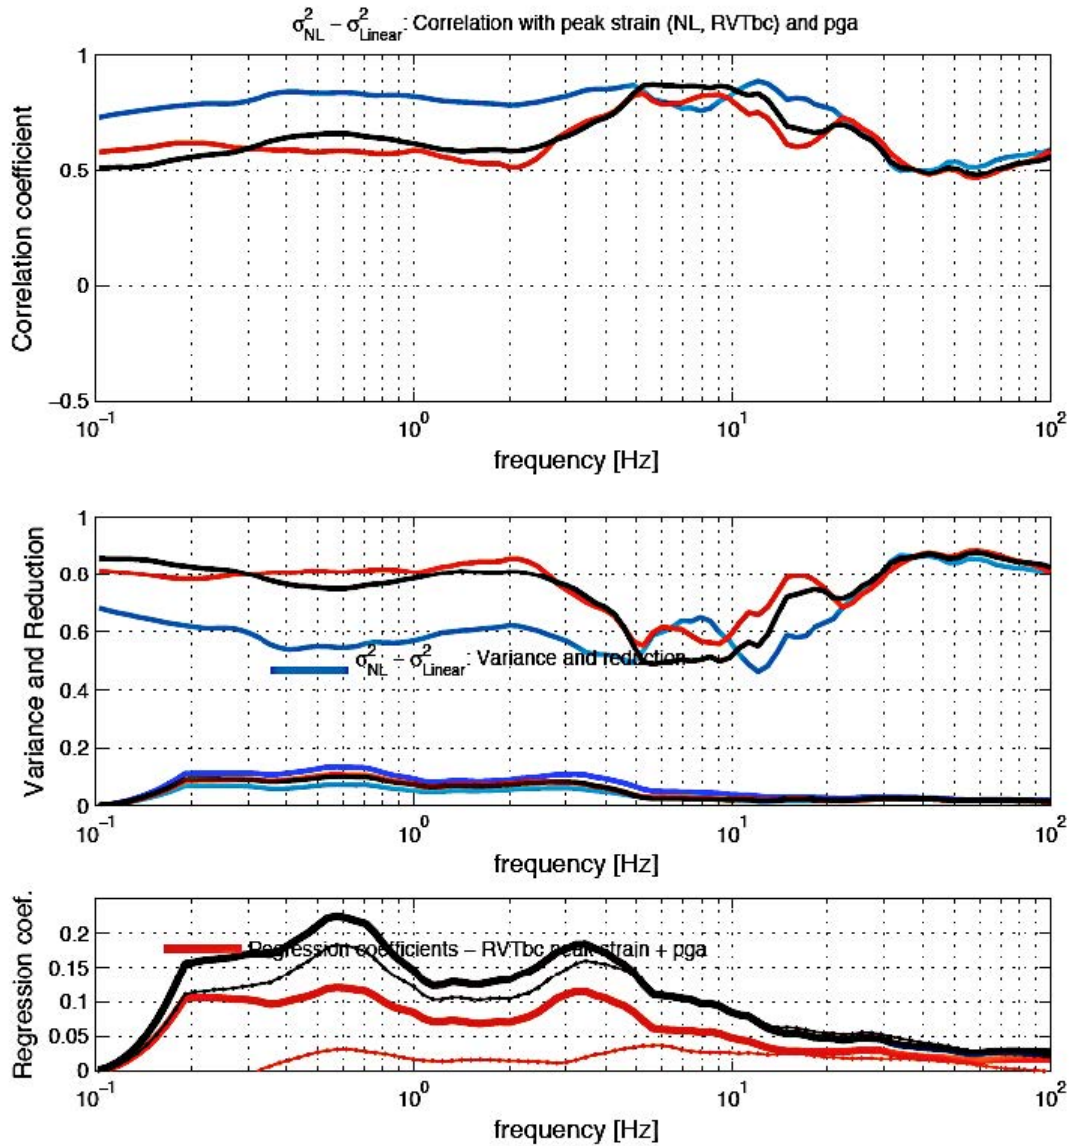 σ²NL − σ²Linear: Correlation with peak strain (NL, RVTbc) and pga
1
0.5
0
−0.5
Correlation coefficient
10⁻¹ 10⁰ 10¹ 10²
frequency [Hz]
1
0.8
0.6
0.4
0.2
0
Variance and Reduction
σ²NL − σ²Linear: Variance and reduction
10⁻¹ 10⁰ 10¹ 10²
frequency [Hz]
0.2
0.15
0.1
0.05
0
Regression coef.
Regression coefficients − RVTbc peak strain + pga
10⁻¹ 10⁰ 10¹ 10²
frequency [Hz]